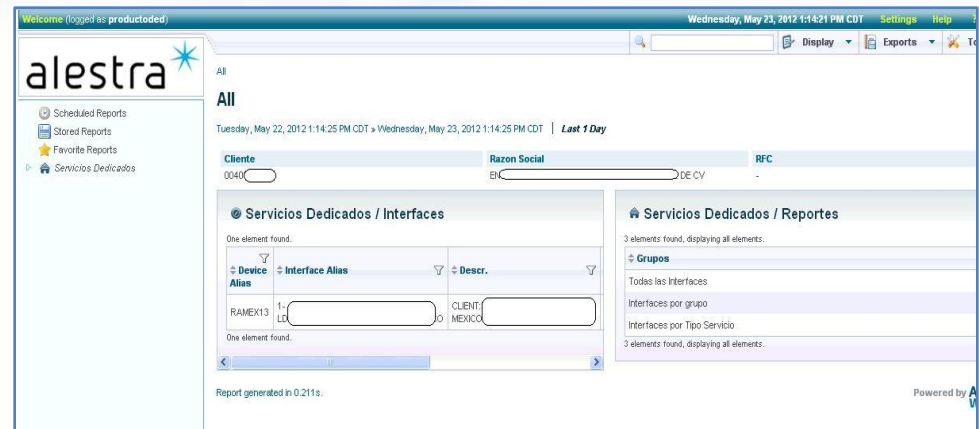 Welcome (logged as productoded) Wednesday, May 23, 2012 1:14:21 PM CDT Settings Help
Display Exports
alestra
Scheduled Reports
Stored Reports
Favorite Reports
Servicios Dedicados
All
All
Tuesday, May 22, 2012 1:14:25 PM CDT » Wednesday, May 23, 2012 1:14:25 PM CDT | Last 1 Day
Cliente Razon Social RFC
0040 EN DE CV -
Servicios Dedicados / Interfaces
One element found.
Device Alias Interface Alias Descr.
RAMEX13 1- CLIENT:
LD O MEXICO
One element found.
Servicios Dedicados / Reportes
3 elements found, displaying all elements.
Grupos
Todas las Interfaces
Interfaces por grupo
Interfaces por Tipo Servicio
3 elements found, displaying all elements.
Report generated in 0.211s.
Powered by